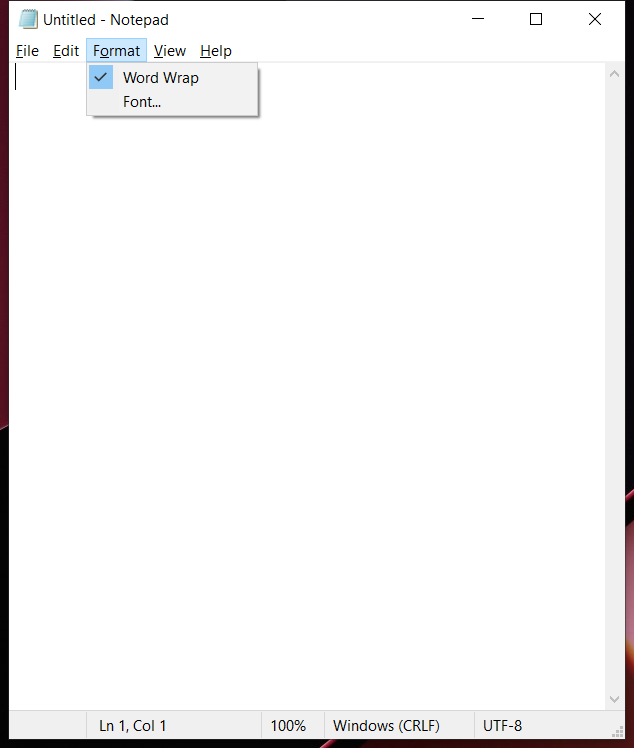 Untitled - Notepad
File Edit Format View Help
Word Wrap
Font...
Ln 1, Col 1 100% Windows (CRLF) UTF-8